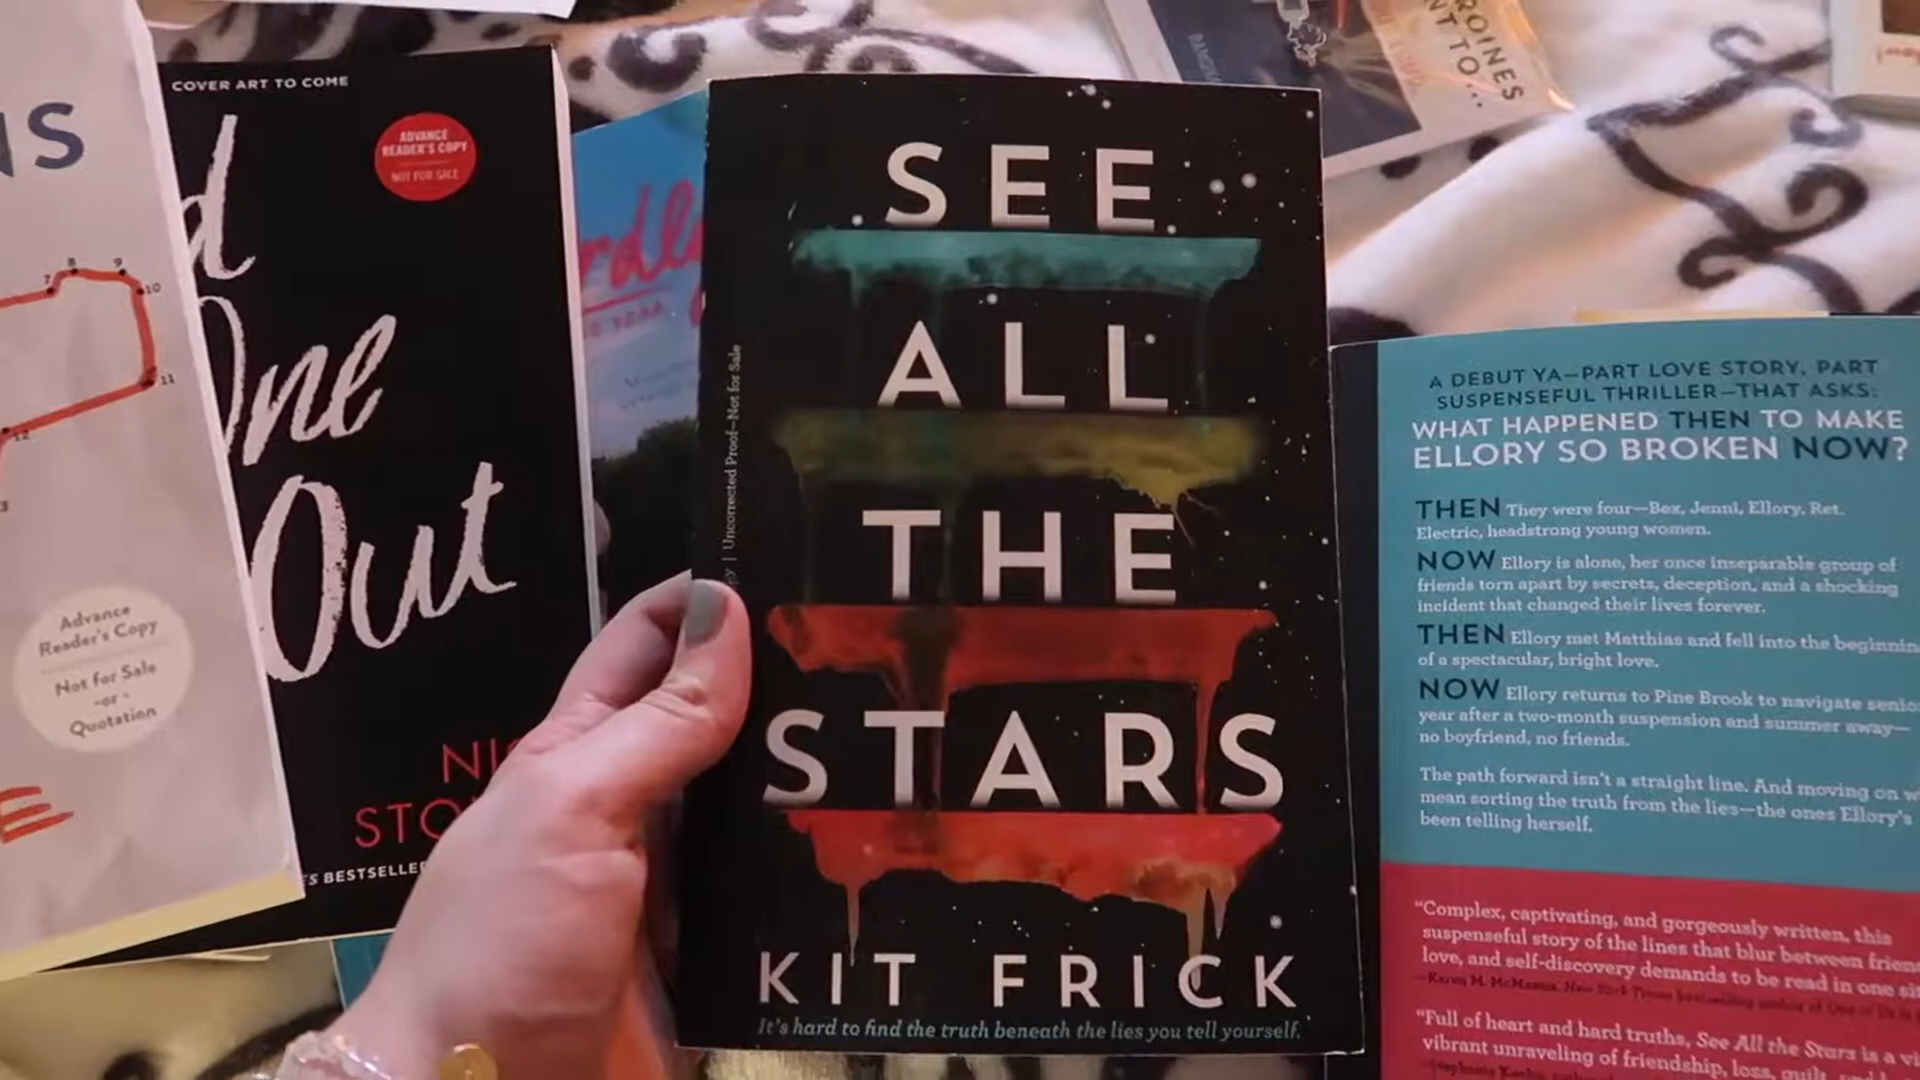 NS
7
8
9
10
11
12
3
Advance
Reader's Copy
Not for Sale
-or-
Quotation
COVER ART TO COME
ADVANCE
READER'S COPY
NOT FOR SALE
One
Out
BESTSELLER
SEE
ALL
THE
STARS
KIT FRICK
It's hard to find the truth beneath the lies you tell yourself.
Uncorrected Proof—Not for Sale
A DEBUT YA—PART LOVE STORY, PART
SUSPENSEFUL THRILLER—THAT ASKS:
WHAT HAPPENED THEN TO MAKE
ELLORY SO BROKEN NOW?
THEN They were four—Bex, Jenni, Ellory, Ret.
Electric, headstrong young women.
NOW Ellory is alone, her once inseparable group of
friends torn apart by secrets, deception, and a shocking
incident that changed their lives forever.
THEN Ellory met Matthias and fell into the beginnin
of a spectacular, bright love.
NOW Ellory returns to Pine Brook to navigate senio
year after a two-month suspension and summer away—
no boyfriend, no friends.
The path forward isn't a straight line. And moving on w
mean sorting the truth from the lies—the ones Ellory's
been telling herself.
“Complex, captivating, and gorgeously written, this
suspenseful story of the lines that blur between frien
love, and self-discovery demands to be read in one si
—Karen M. McManus, New York Times bestselling author of One of Us Is
“Full of heart and hard truths, See All the Stars is a vi
vibrant unraveling of friendship, loss, guilt,